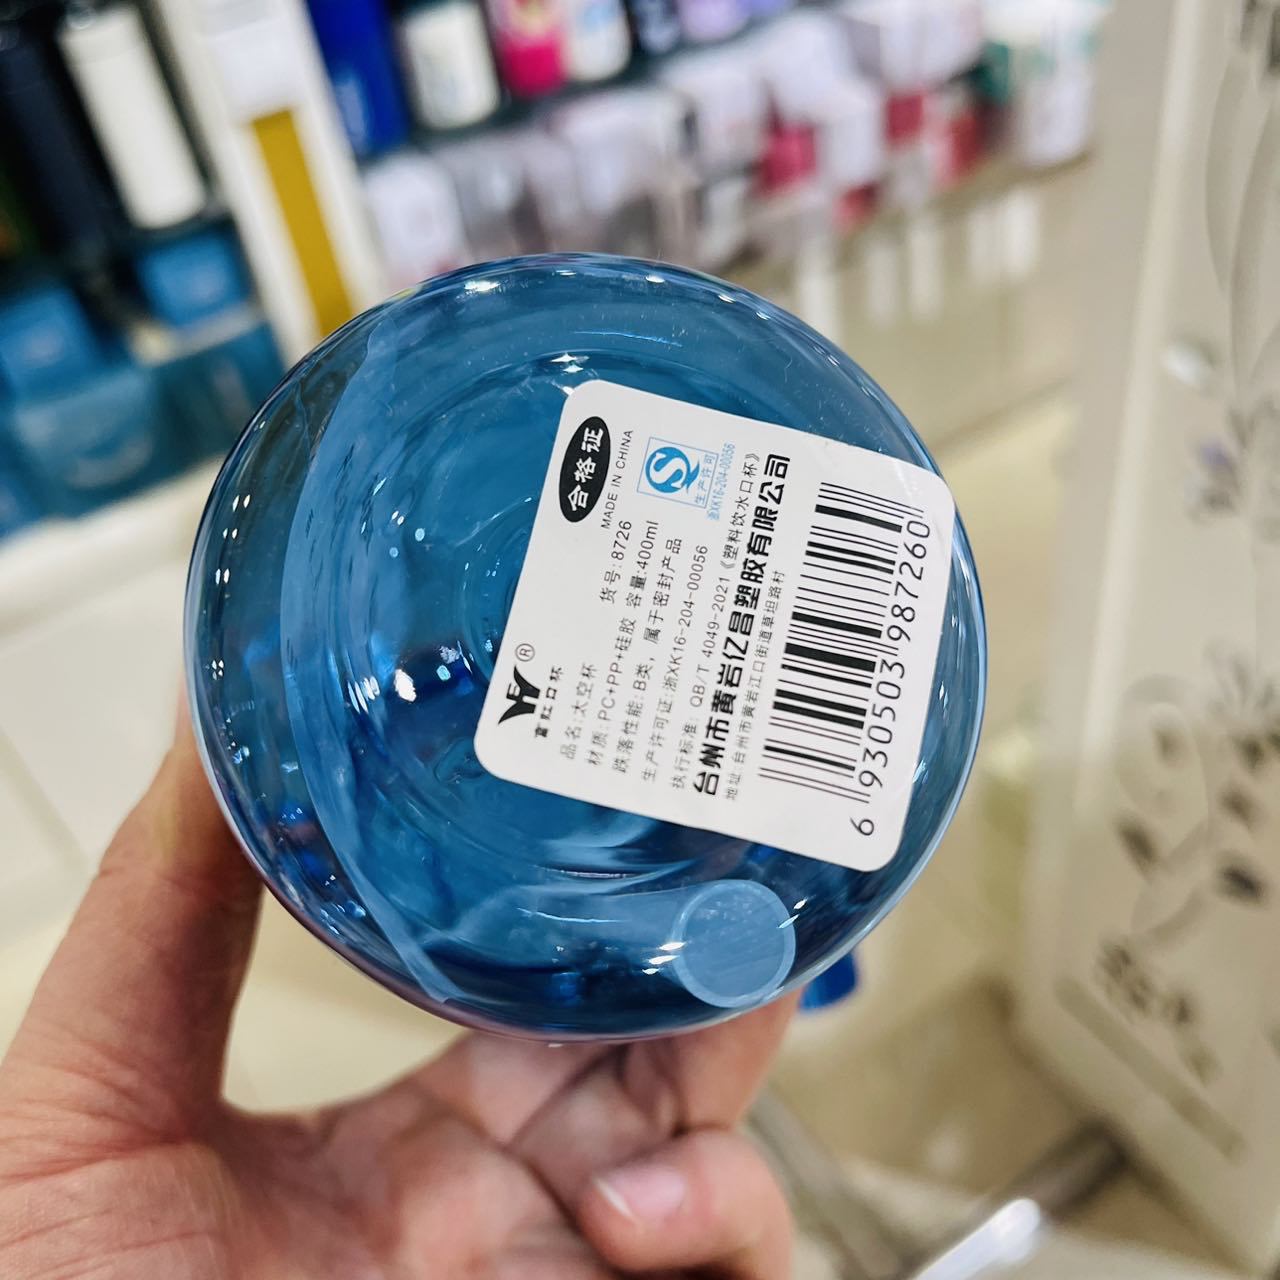 合格证
MADE IN CHINA
生产许可
浙XK16-204-00056
YF®
富虹口杯
货号:8726
品名:太空杯
材质:PC+PP+硅胶 容量:400ml
跌落性能:B类,属于密封产品
生产许可证:浙XK16-204-00056
执行标准:QB/T 4049-2021《塑料饮水口杯》
台州市黄岩亿昌塑胶有限公司
地址:台州市黄岩江口街道草坦路村
6930503987260